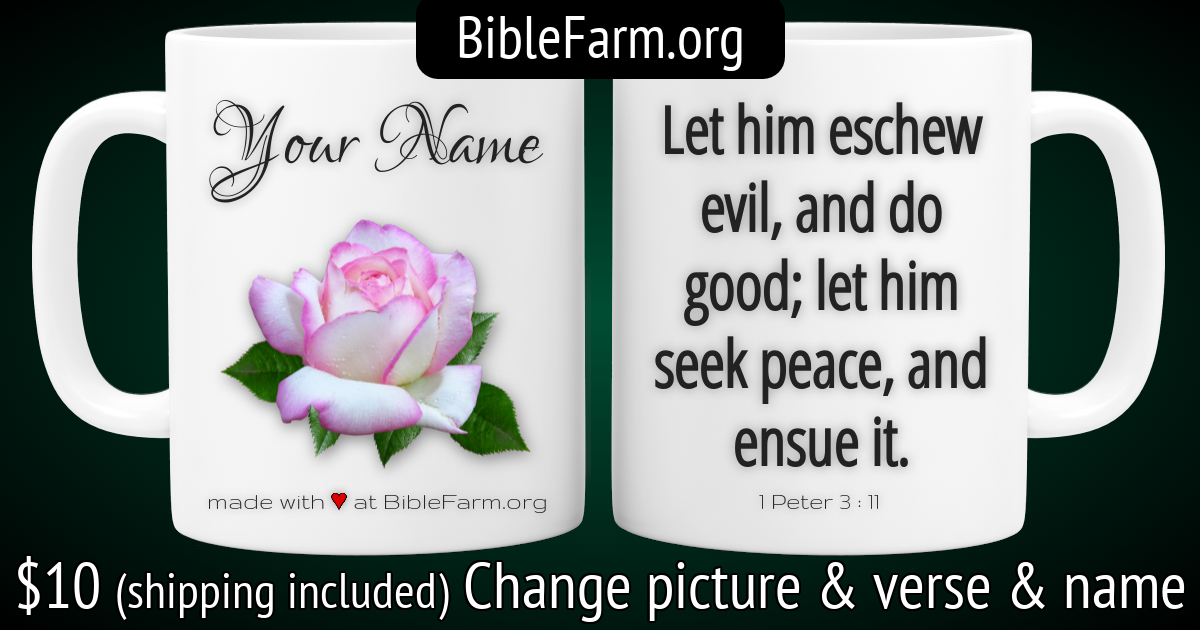 BibleFarm.org
Your Name
made with ♥ at BibleFarm.org
Let him eschew
evil, and do
good; let him
seek peace, and
ensue it.
1 Peter 3 : 11
$10 (shipping included) Change picture & verse & name